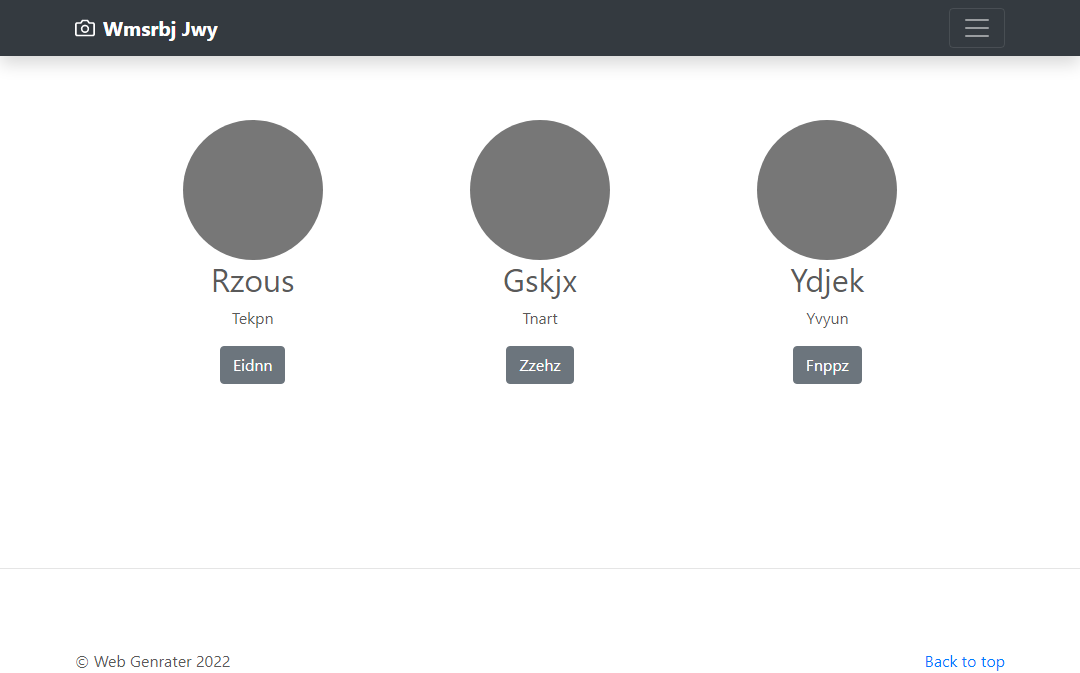 Wmsrbj Jwy
Rzous
Tekpn
Eidnn
Gskjx
Tnart
Zzehz
Ydjek
Yvyun
Fnppz
© Web Genrater 2022
Back to top